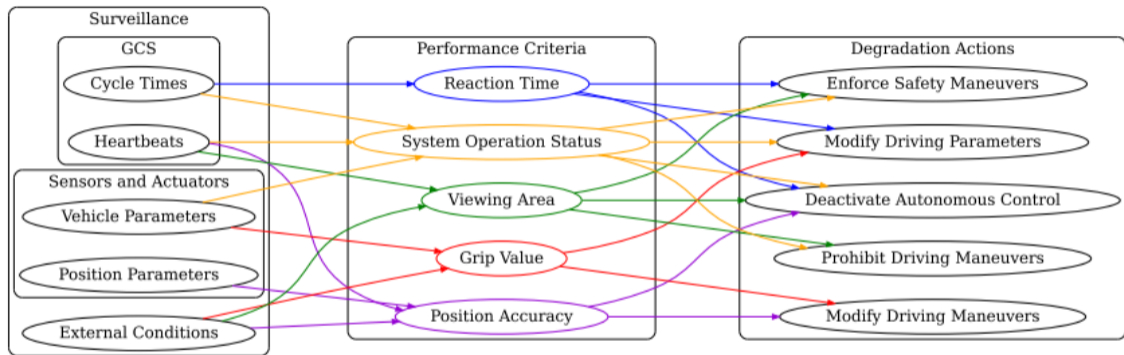 Surveillance
GCS
Cycle Times
Heartbeats
Sensors and Actuators
Vehicle Parameters
Position Parameters
External Conditions
Performance Criteria
Reaction Time
System Operation Status
Viewing Area
Grip Value
Position Accuracy
Degradation Actions
Enforce Safety Maneuvers
Modify Driving Parameters
Deactivate Autonomous Control
Prohibit Driving Maneuvers
Modify Driving Maneuvers